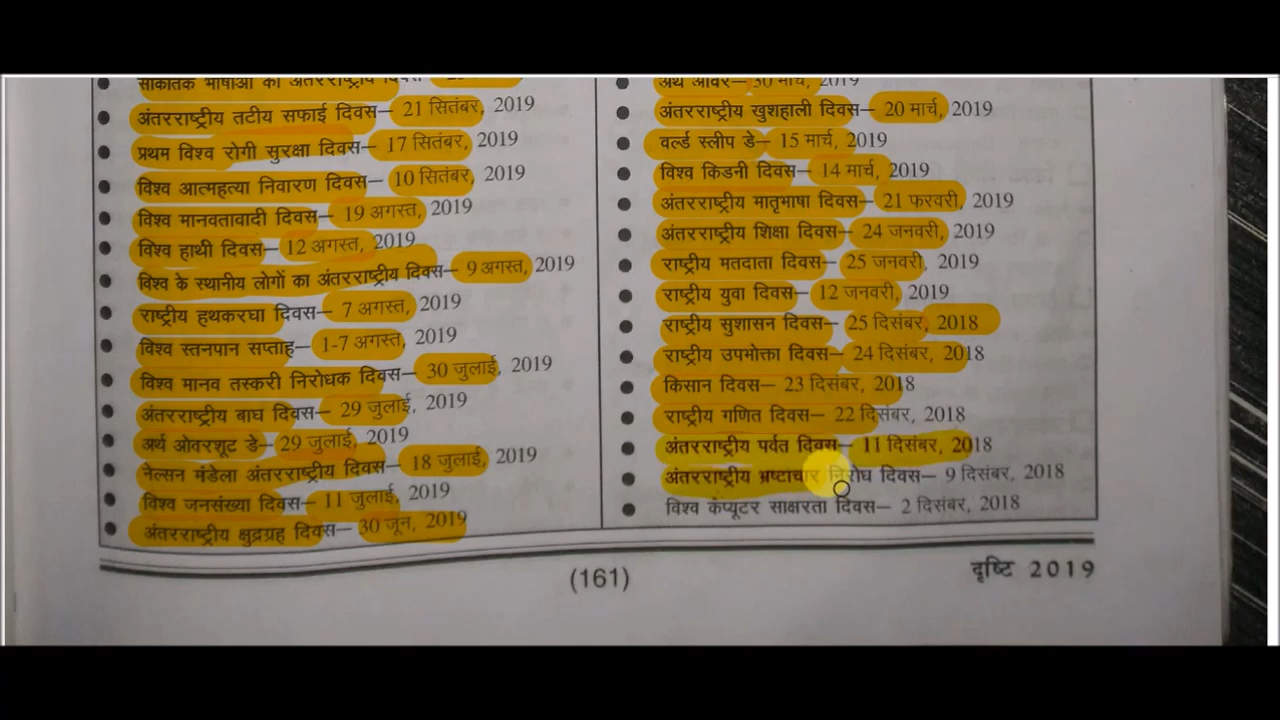 सांकेतिक भाषाओं का अंतरराष्ट्रीय दिवस—
अंतरराष्ट्रीय तटीय सफाई दिवस— 21 सितंबर, 2019
प्रथम विश्व रोगी सुरक्षा दिवस— 17 सितंबर, 2019
विश्व आत्महत्या निवारण दिवस— 10 सितंबर, 2019
विश्व मानवतावादी दिवस— 19 अगस्त, 2019
विश्व हाथी दिवस— 12 अगस्त, 2019
विश्व के स्थानीय लोगों का अंतरराष्ट्रीय दिवस— 9 अगस्त, 2019
राष्ट्रीय हथकरघा दिवस— 7 अगस्त, 2019
विश्व स्तनपान सप्ताह— 1-7 अगस्त, 2019
विश्व मानव तस्करी निरोधक दिवस— 30 जुलाई, 2019
अंतरराष्ट्रीय बाघ दिवस— 29 जुलाई, 2019
अर्थ ओवरशूट डे— 29 जुलाई, 2019
नेल्सन मंडेला अंतरराष्ट्रीय दिवस— 18 जुलाई, 2019
विश्व जनसंख्या दिवस— 11 जुलाई, 2019
अंतरराष्ट्रीय क्षुद्रग्रह दिवस— 30 जून, 2019
अर्थ आवर— 30 मार्च, 2019
अंतरराष्ट्रीय खुशहाली दिवस— 20 मार्च, 2019
वर्ल्ड स्लीप डे— 15 मार्च, 2019
विश्व किडनी दिवस— 14 मार्च, 2019
अंतरराष्ट्रीय मातृभाषा दिवस— 21 फरवरी, 2019
अंतरराष्ट्रीय शिक्षा दिवस— 24 जनवरी, 2019
राष्ट्रीय मतदाता दिवस— 25 जनवरी, 2019
राष्ट्रीय युवा दिवस— 12 जनवरी, 2019
राष्ट्रीय सुशासन दिवस— 25 दिसंबर, 2018
राष्ट्रीय उपभोक्ता दिवस— 24 दिसंबर, 2018
किसान दिवस— 23 दिसंबर, 2018
राष्ट्रीय गणित दिवस— 22 दिसंबर, 2018
अंतरराष्ट्रीय पर्वत दिवस— 11 दिसंबर, 2018
अंतरराष्ट्रीय भ्रष्टाचार निरोध दिवस— 9 दिसंबर, 2018
विश्व कंप्यूटर साक्षरता दिवस— 2 दिसंबर, 2018
(161)
दृष्टि 2019